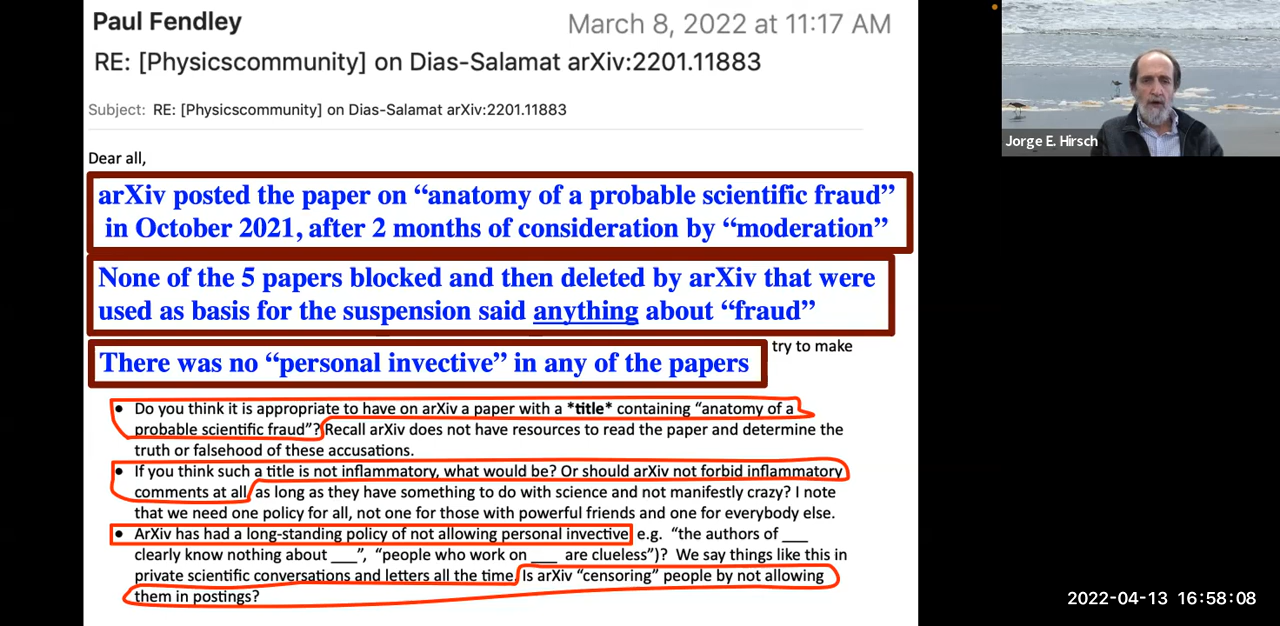 Paul Fendley
March 8, 2022 at 11:17 AM
RE: [Physicscommunity] on Dias-Salamat arXiv:2201.11883
Subject: RE: [Physicscommunity] on Dias-Salamat arXiv:2201.11883
Dear all,
arXiv posted the paper on “anatomy of a probable scientific fraud”
in October 2021, after 2 months of consideration by “moderation”
None of the 5 papers blocked and then deleted by arXiv that were
used as basis for the suspension said anything about “fraud”
There was no “personal invective” in any of the papers
try to make
• Do you think it is appropriate to have on arXiv a paper with a *title* containing “anatomy of a
probable scientific fraud”? Recall arXiv does not have resources to read the paper and determine the
truth or falsehood of these accusations.
• If you think such a title is not inflammatory, what would be? Or should arXiv not forbid inflammatory
comments at all as long as they have something to do with science and not manifestly crazy? I note
that we need one policy for all, not one for those with powerful friends and one for everybody else.
• ArXiv has had a long-standing policy of not allowing personal invective e.g. “the authors of ___
clearly know nothing about ___”, “people who work on ___ are clueless”)? We say things like this in
private scientific conversations and letters all the time. Is arXiv “censoring” people by not allowing
them in postings?
Jorge E. Hirsch
2022-04-13 16:58:08